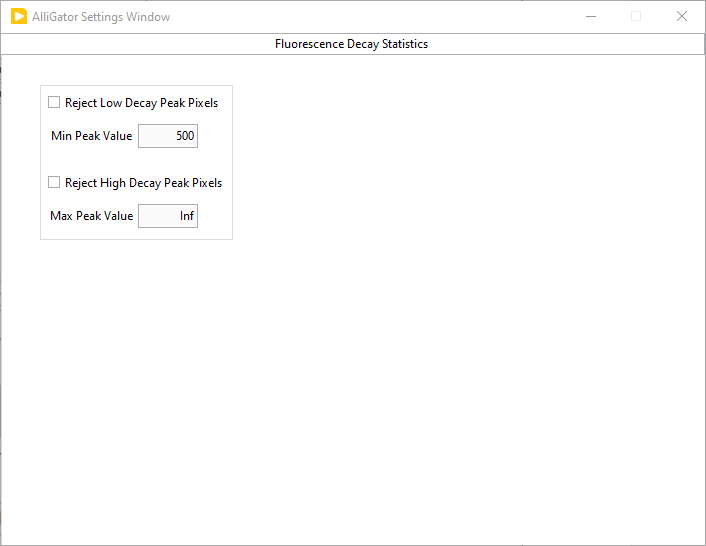 AlliGator Settings Window
Fluorescence Decay Statistics
Reject Low Decay Peak Pixels
Min Peak Value 500
Reject High Decay Peak Pixels
Max Peak Value Inf